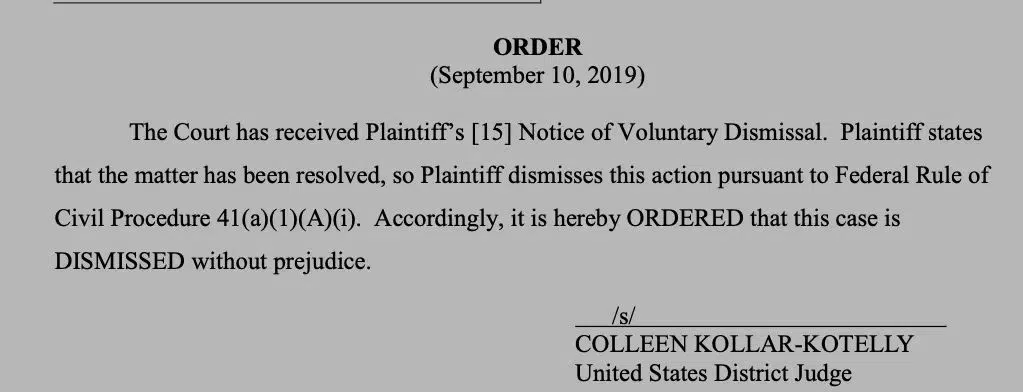 ORDER
(September 10, 2019)
The Court has received Plaintiff’s [15] Notice of Voluntary Dismissal. Plaintiff states
that the matter has been resolved, so Plaintiff dismisses this action pursuant to Federal Rule of
Civil Procedure 41(a)(1)(A)(i). Accordingly, it is hereby ORDERED that this case is
DISMISSED without prejudice.
/s/
COLLEEN KOLLAR-KOTELLY
United States District Judge